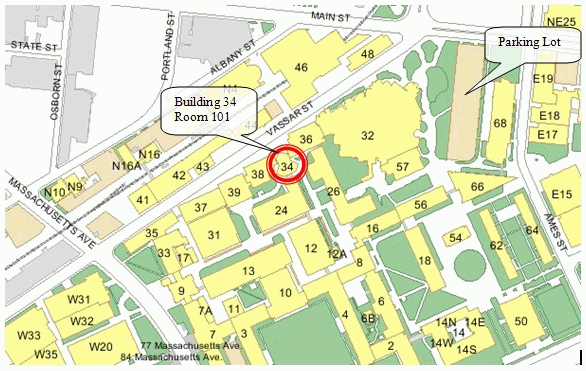 MAIN ST
NE25
STATE ST
PORTLAND ST
ALBANY ST
OSBORN ST
Parking Lot
46
48
E19
N4
Building 34
Room 101
VASSAR ST
44
36
32
68
E18
E17
N16
N16A
43
42
41
N10
N9
38
34
57
39
26
66
E15
MASSACHUSETTS AVE
37
24
56
AMES ST
35
31
16
54
64
62
33
17
12
12A
18
8
13
9
10
6
W31
7A
11
6B
4
14N
14E
50
W32
14
W33
7
3
2
14W
14S
W35
W20
77 Massachusetts Ave.
84 Massachusetts Ave.